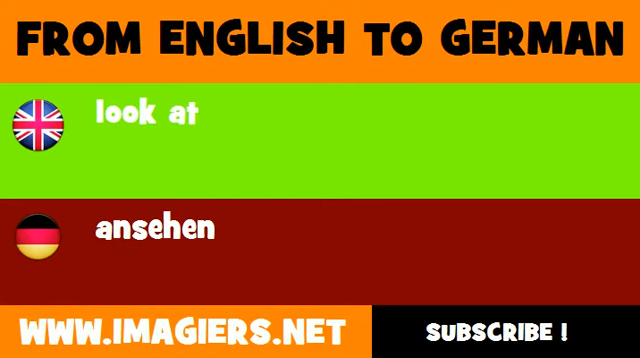 FROM ENGLISH TO GERMAN
look at
ansehen
WWW.IMAGIERS.NET
SUBSCRIBE !